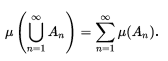 μ(⋃_{n=1}^{∞} A_n) = ∑_{n=1}^{∞} μ(A_n).